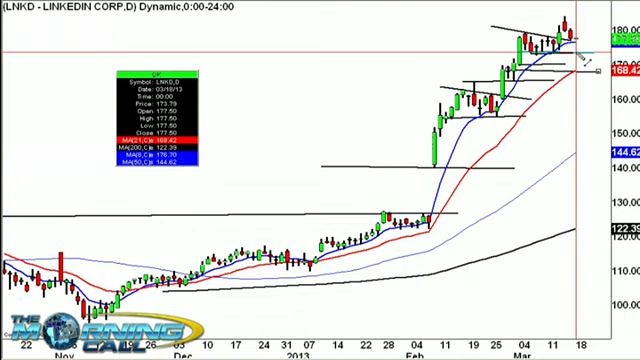 (LNKD - LINKEDIN CORP,D) Dynamic,0:00-24:00
Symbol: LNKD,D
Date: 03/18/13
Time: 00:00
Price: 173.79
Open 177.50
High 177.50
Low 177.50
Close 177.50
MA(21,C)e 168.42
MA(200,C)e 122.39
MA(8,C)e 176.70
MA(50,C)e 144.62
180.00
170.00
168.42
160.00
150.00
144.62
140.00
130.00
122.39
110.00
100.00
22 Nov 05 12 19 26 Dec 10 17 24 2013 07 14 22 28 Feb 04 11 19 25 Mar 04 11 18
THE MORNING CALL